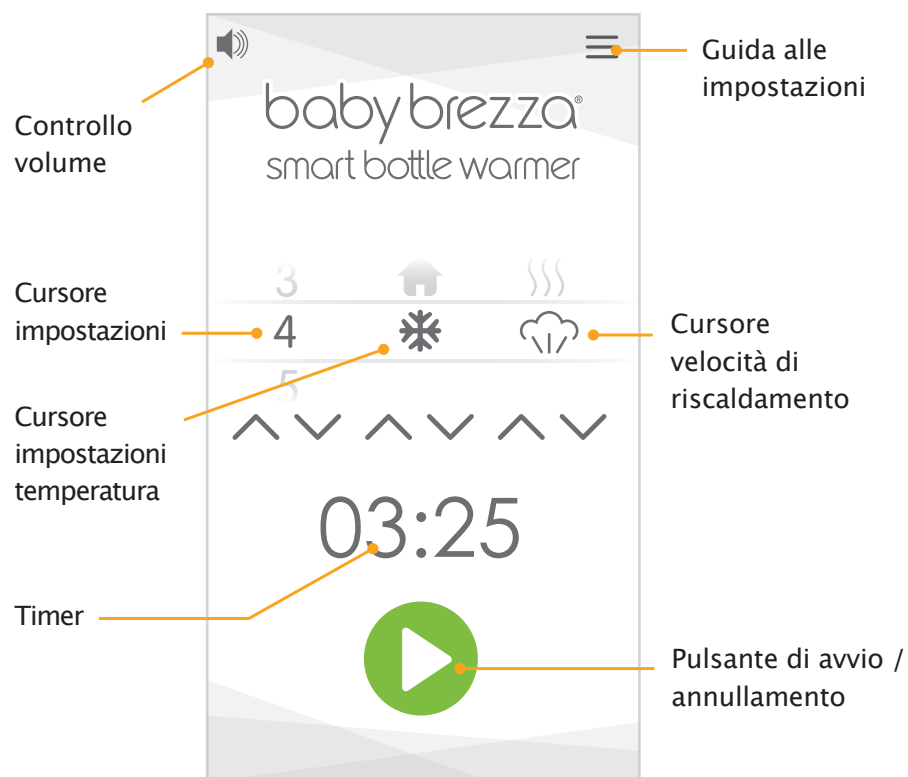 Guida alle
impostazioni
Controllo
volume
baby brezza®
smart bottle warmer
3
Cursore
impostazioni
4
Cursore
velocità di
riscaldamento
5
Cursore
impostazioni
temperatura
03:25
Timer
Pulsante di avvio /
annullamento